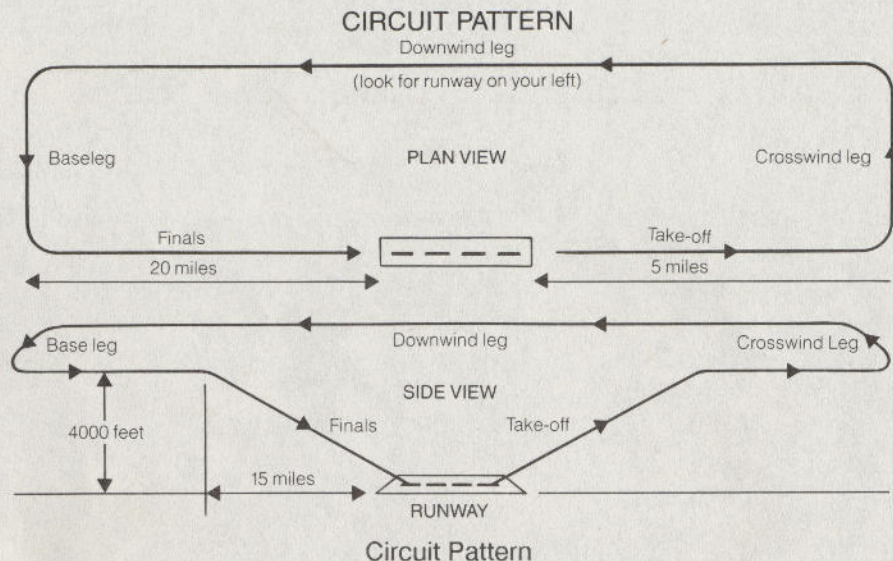 CIRCUIT PATTERN
Downwind leg
(look for runway on your left)
Baseleg
PLAN VIEW
Crosswind leg
Finals
Take-off
20 miles
5 miles
Base leg
Downwind leg
Crosswind Leg
SIDE VIEW
4000 feet
Finals
Take-off
15 miles
RUNWAY
Circuit Pattern